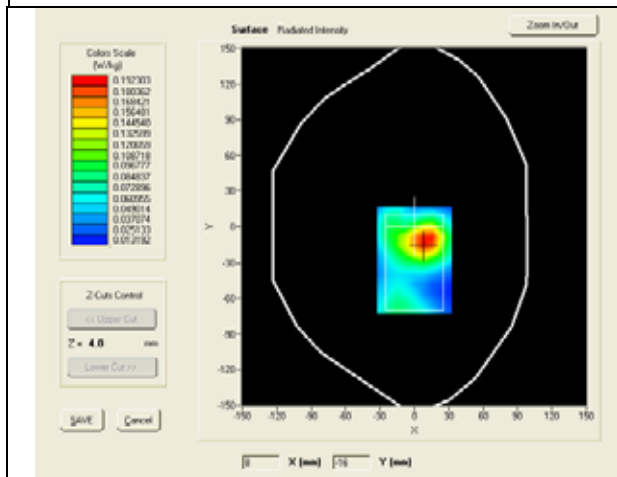 Surface Radiated Intensity
Zoom In/Out
Colors Scale
(W/kg)
0.192303
0.180362
0.168421
0.156481
0.144540
0.132599
0.120659
0.108718
0.096777
0.084837
0.072896
0.060955
0.049014
0.037074
0.025133
0.013192
150
120
90
60
30
0
-30
-60
-90
-120
-150
Y
-150 -120 -90 -60 -30 0 30 60 90 120 150
X
Z-Cuts Control
<< Upper Cut
Z = 4.0 mm
Lower Cut >>
SAVE Cancel
8 X (mm) -16 Y (mm)